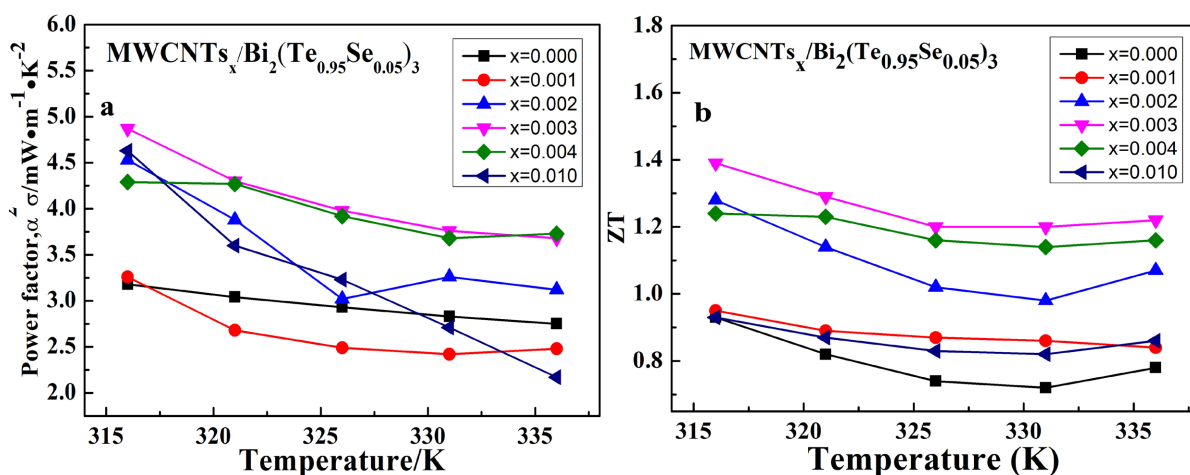 6.0
5.5
5.0
4.5
4.0
3.5
3.0
2.5
2.0
Power factor,α² σ/mW•m⁻¹•K⁻²
MWCNTsₓ/Bi₂(Te₀.₉₅Se₀.₀₅)₃
a
x=0.000
x=0.001
x=0.002
x=0.003
x=0.004
x=0.010
315 320 325 330 335
Temperature/K
1.8
1.6
1.4
1.2
1.0
0.8
ZT
MWCNTsₓ/Bi₂(Te₀.₉₅Se₀.₀₅)₃
b
x=0.000
x=0.001
x=0.002
x=0.003
x=0.004
x=0.010
315 320 325 330 335
Temperature (K)